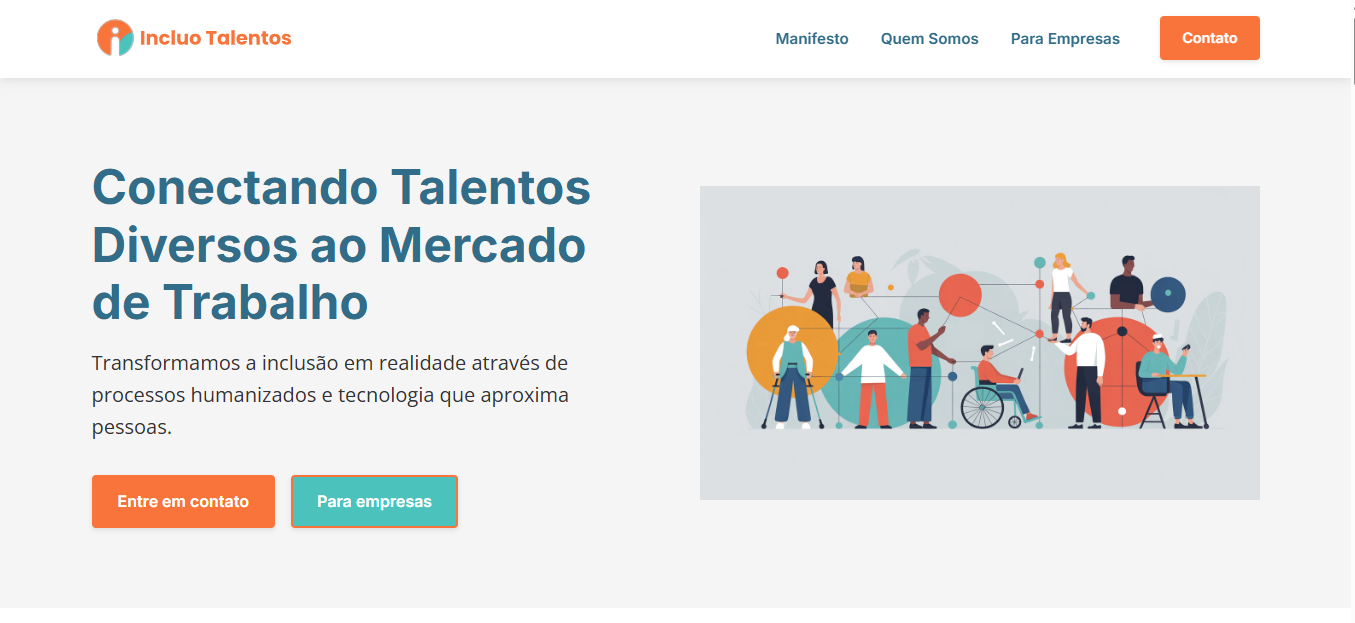 Incluo Talentos
Manifesto
Quem Somos
Para Empresas
Contato
Conectando Talentos
Diversos ao Mercado
de Trabalho
Transformamos a inclusão em realidade através de
processos humanizados e tecnologia que aproxima
pessoas.
Entre em contato
Para empresas